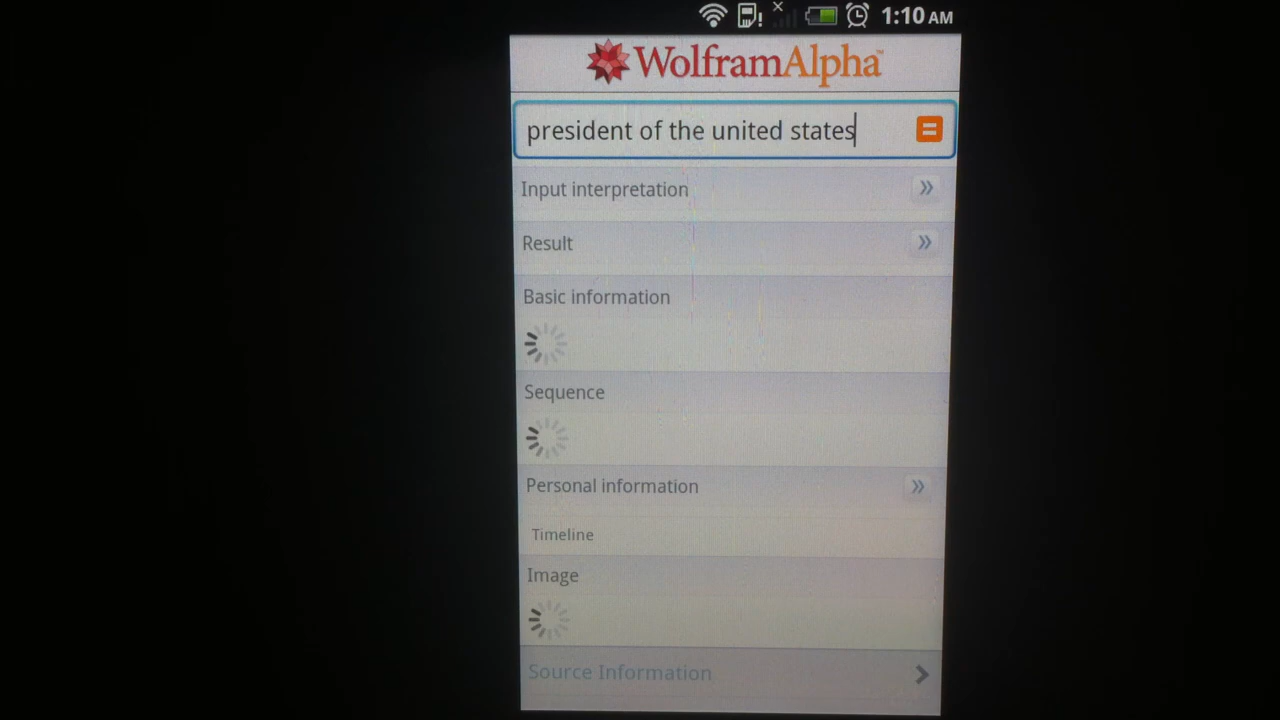 1:10 AM
WolframAlpha™
president of the united states
Input interpretation
Result
Basic information
Sequence
Personal information
Timeline
Image
Source Information